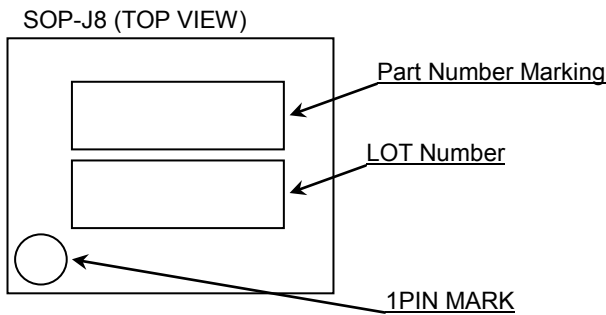 SOP-J8 (TOP VIEW)
Part Number Marking
LOT Number
1PIN MARK